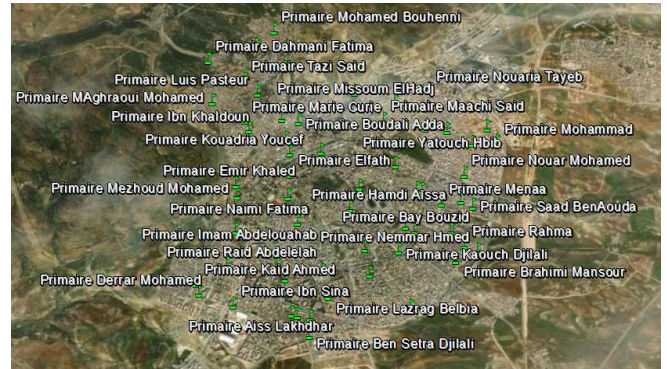 Primaire Mohamed Bouhenni
Primaire Dahmani Fatima
Primaire Tazi Said
Primaire Luis Pasteur
Primaire Nouaria Tayeb
Primaire Missoum ElHadj
Primaire MAghraoui Mohamed
Primaire Marie Curie
Primaire Maachi Said
Primaire Ibn Khaldoun
Primaire Boudali Adda
Primaire Mohammad
Primaire Kouadria Youcef
Primaire Yatouch Hbib
Primaire Elfath
Primaire Nouar Mohamed
Primaire Emir Khaled
Primaire Mezhoud Mohamed
Primaire Hamdi Aissa
Primaire Menaa
Primaire Naimi Fatima
Primaire Saad BenAoúda
Primaire Bay Bouzid
Primaire Imam Abdelouahab
Primaire Nemmar Hmed
Primaire Rahma
Primaire Raid Abdelelah
Primaire Kaouch Djilali
Primaire Kaid Ahmed
Primaire Brahimi Mansour
Primaire Derrar Mohamed
Primaire Ibn Sina
Primaire Lazrag Belbia
Primaire Aiss Lakhdhar
Primaire Ben Setra Djilali